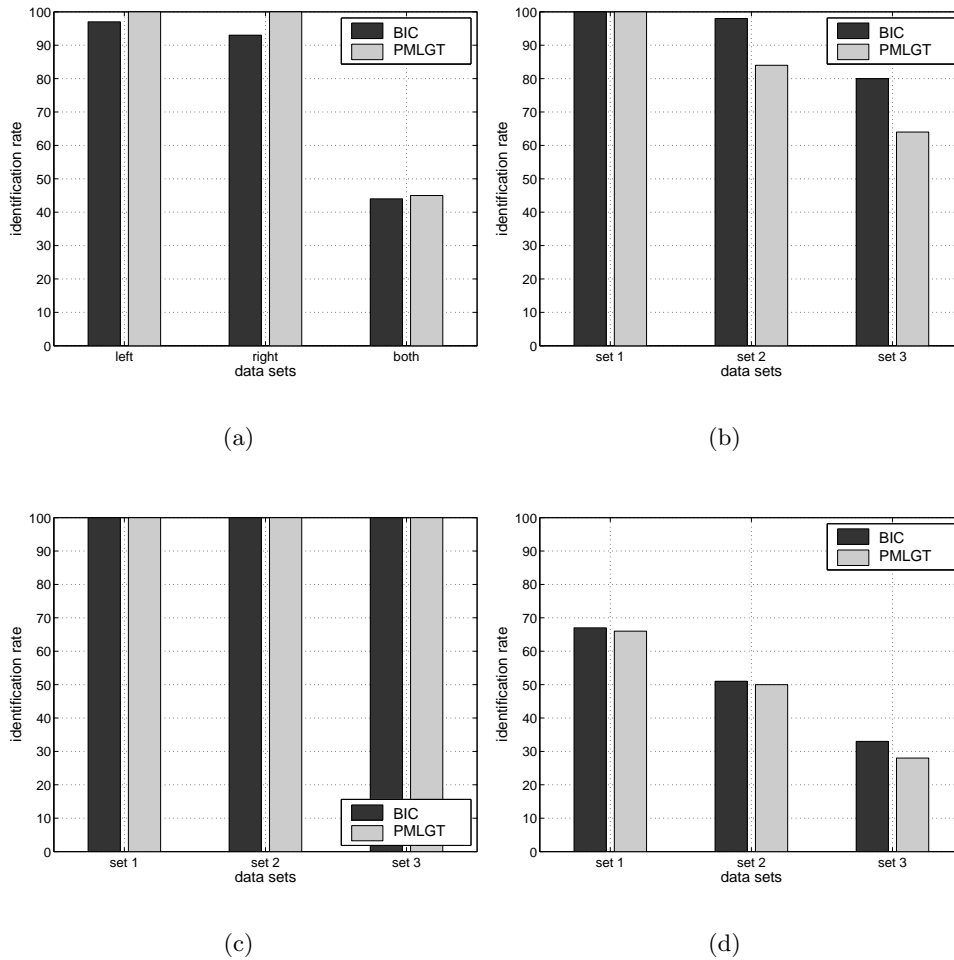 100
90
80
70
60
50
40
30
20
10
0
identification rate
left right both
data sets
BIC
PMLGT
(a)
100
90
80
70
60
50
40
30
20
10
0
identification rate
set 1 set 2 set 3
data sets
BIC
PMLGT
(b)
100
90
80
70
60
50
40
30
20
10
0
identification rate
set 1 set 2 set 3
data sets
BIC
PMLGT
(c)
100
90
80
70
60
50
40
30
20
10
0
identification rate
set 1 set 2 set 3
data sets
BIC
PMLGT
(d)